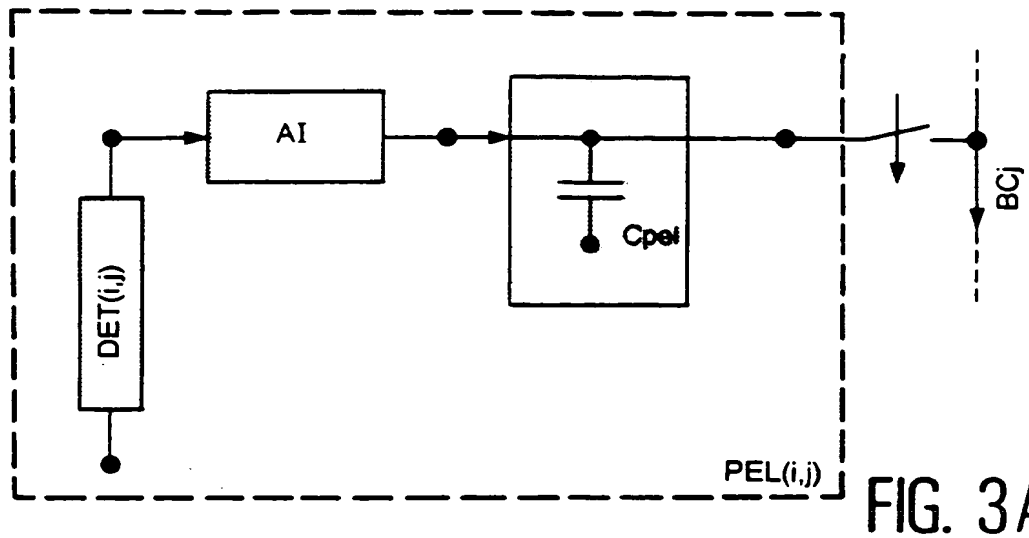 AI
Cpel
DET(i,j)
BCj
PEL(i,j)
FIG. 3A